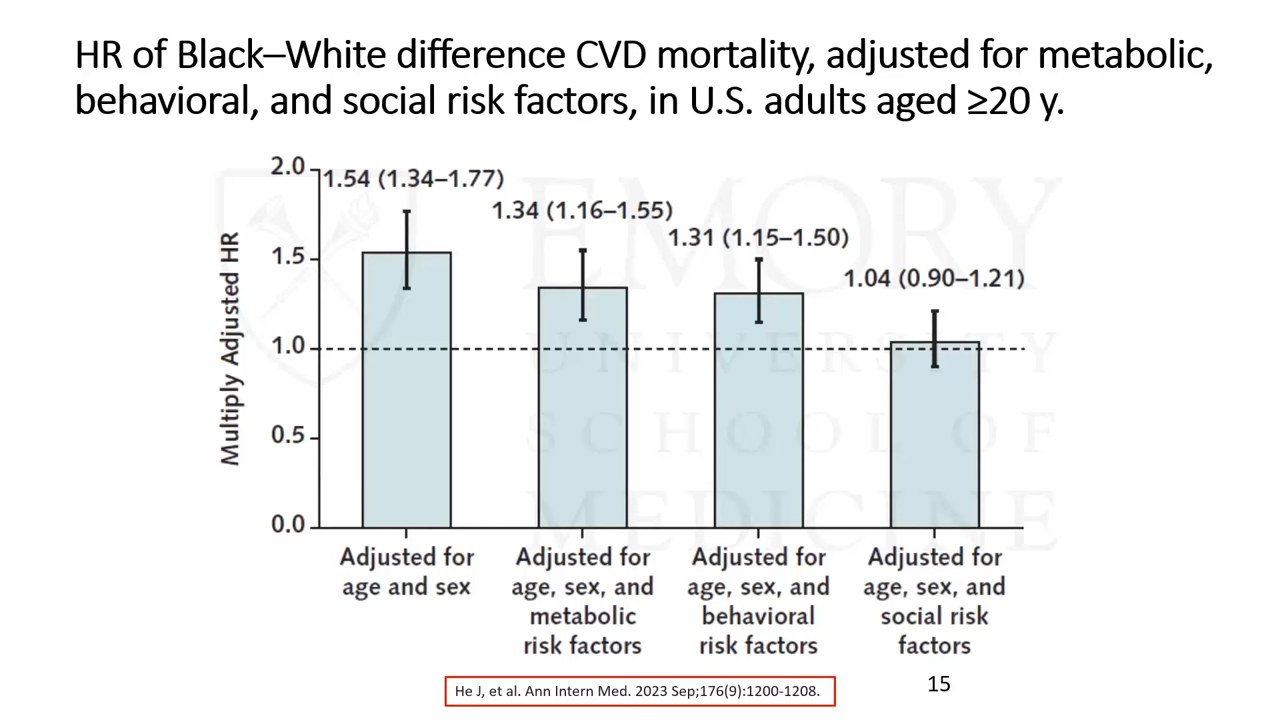 HR of Black–White difference CVD mortality, adjusted for metabolic,
behavioral, and social risk factors, in U.S. adults aged ≥20 y.
EMORY
UNIVERSITY
SCHOOL OF
MEDICINE
Multiply Adjusted HR
2.0
1.5
1.0
0.5
0.0
1.54 (1.34–1.77)
1.34 (1.16–1.55)
1.31 (1.15–1.50)
1.04 (0.90–1.21)
Adjusted for
age and sex
Adjusted for
age, sex, and
metabolic
risk factors
Adjusted for
age, sex, and
behavioral
risk factors
Adjusted for
age, sex, and
social risk
factors
He J, et al. Ann Intern Med. 2023 Sep;176(9):1200-1208.
15